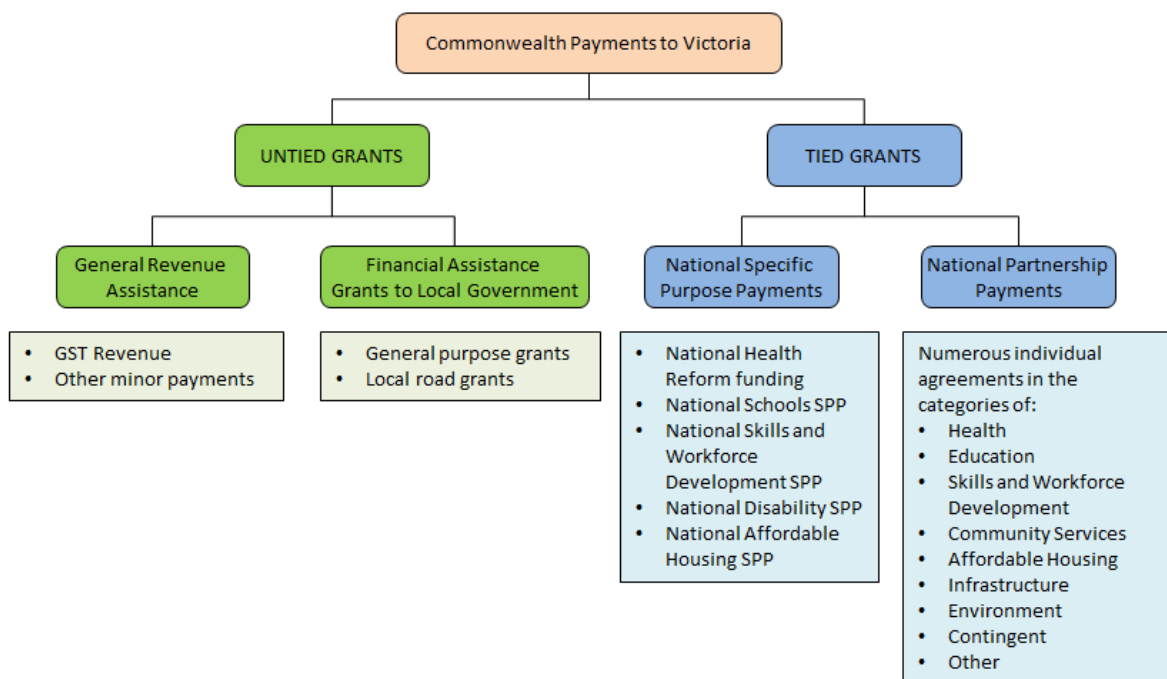 Commonwealth Payments to Victoria
UNTIED GRANTS
TIED GRANTS
General Revenue
Assistance
Financial Assistance
Grants to Local Government
National Specific
Purpose Payments
National Partnership
Payments
• GST Revenue
• Other minor payments
• General purpose grants
• Local road grants
• National Health
Reform funding
• National Schools SPP
• National Skills and
Workforce
Development SPP
• National Disability SPP
• National Affordable
Housing SPP
Numerous individual
agreements in the
categories of:
• Health
• Education
• Skills and Workforce
Development
• Community Services
• Affordable Housing
• Infrastructure
• Environment
• Contingent
• Other